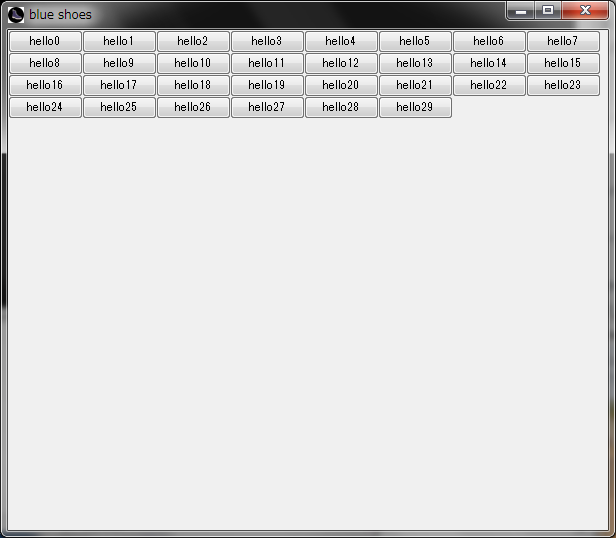 blue shoes
hello0 hello1 hello2 hello3 hello4 hello5 hello6 hello7
hello8 hello9 hello10 hello11 hello12 hello13 hello14 hello15
hello16 hello17 hello18 hello19 hello20 hello21 hello22 hello23
hello24 hello25 hello26 hello27 hello28 hello29